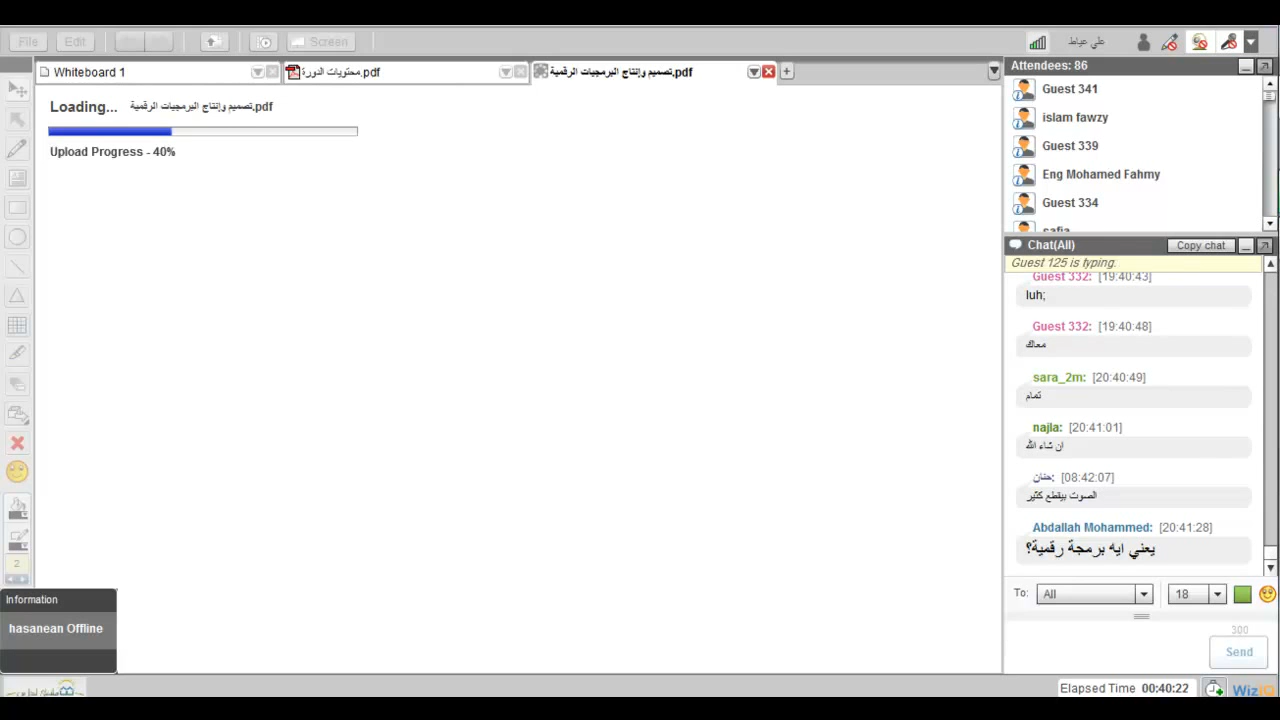 File
Edit
Screen
علي عياط
Whiteboard 1
محتويات الدورة.pdf
تصميم وإنتاج البرمجيات الرقمية.pdf
Loading...
تصميم وإنتاج البرمجيات الرقمية.pdf
Upload Progress - 40%
Attendees: 86
Guest 341
islam fawzy
Guest 339
Eng Mohamed Fahmy
Guest 334
safia
Chat(All)
Copy chat
Guest 125 is typing.
Guest 332: [19:40:43]
luh;
Guest 332: [19:40:48]
معاك
sara_2m: [20:40:49]
تمام
najla: [20:41:01]
ان شاء الله
حنان: [08:42:07]
الصوت بيقطع كتير
Abdallah Mohammed: [20:41:28]
يعني ايه برمجة رقمية؟
To: All 18
300
Send
2
Information
hasanean Offline
Elapsed Time 00:40:22
WizIQ